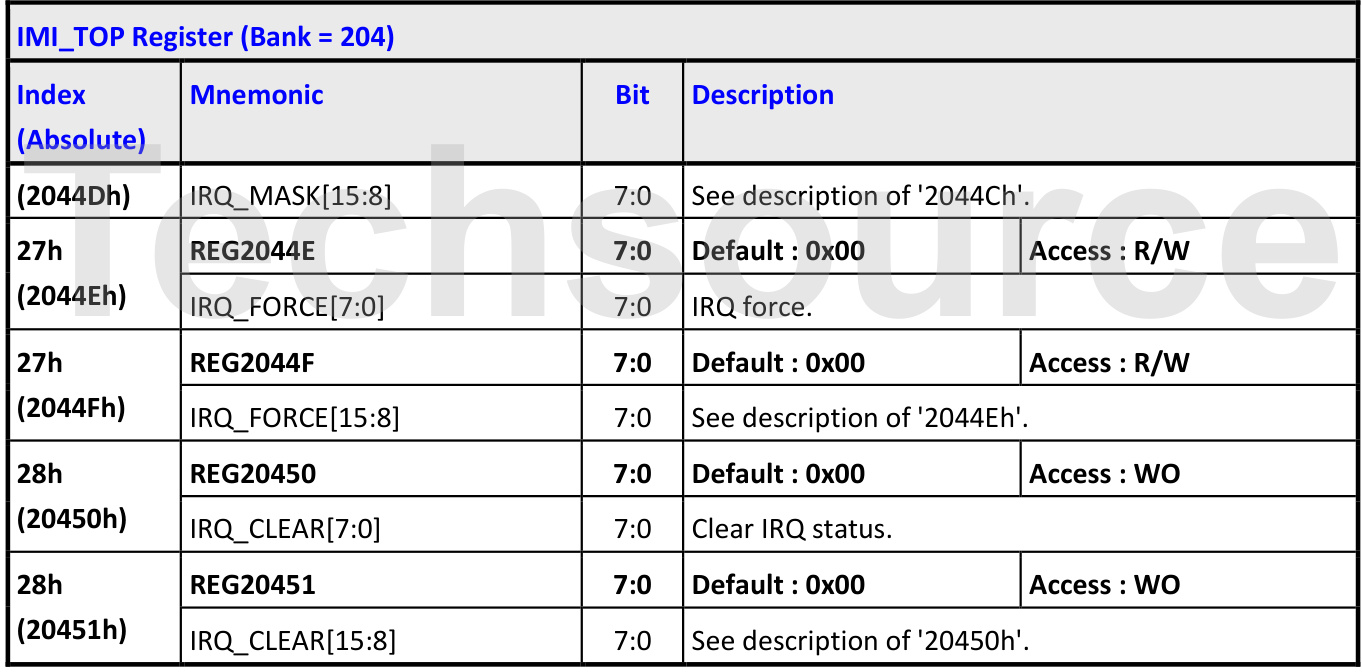 IMI_TOP Register (Bank = 204)
Index (Absolute) Mnemonic Bit Description
(2044Dh) IRQ_MASK[15:8] 7:0 See description of '2044Ch'.
27h (2044Eh) REG2044E 7:0 Default : 0x00 Access : R/W
IRQ_FORCE[7:0] 7:0 IRQ force.
27h (2044Fh) REG2044F 7:0 Default : 0x00 Access : R/W
IRQ_FORCE[15:8] 7:0 See description of '2044Eh'.
28h (20450h) REG20450 7:0 Default : 0x00 Access : WO
IRQ_CLEAR[7:0] 7:0 Clear IRQ status.
28h (20451h) REG20451 7:0 Default : 0x00 Access : WO
IRQ_CLEAR[15:8] 7:0 See description of '20450h'.
Techsource